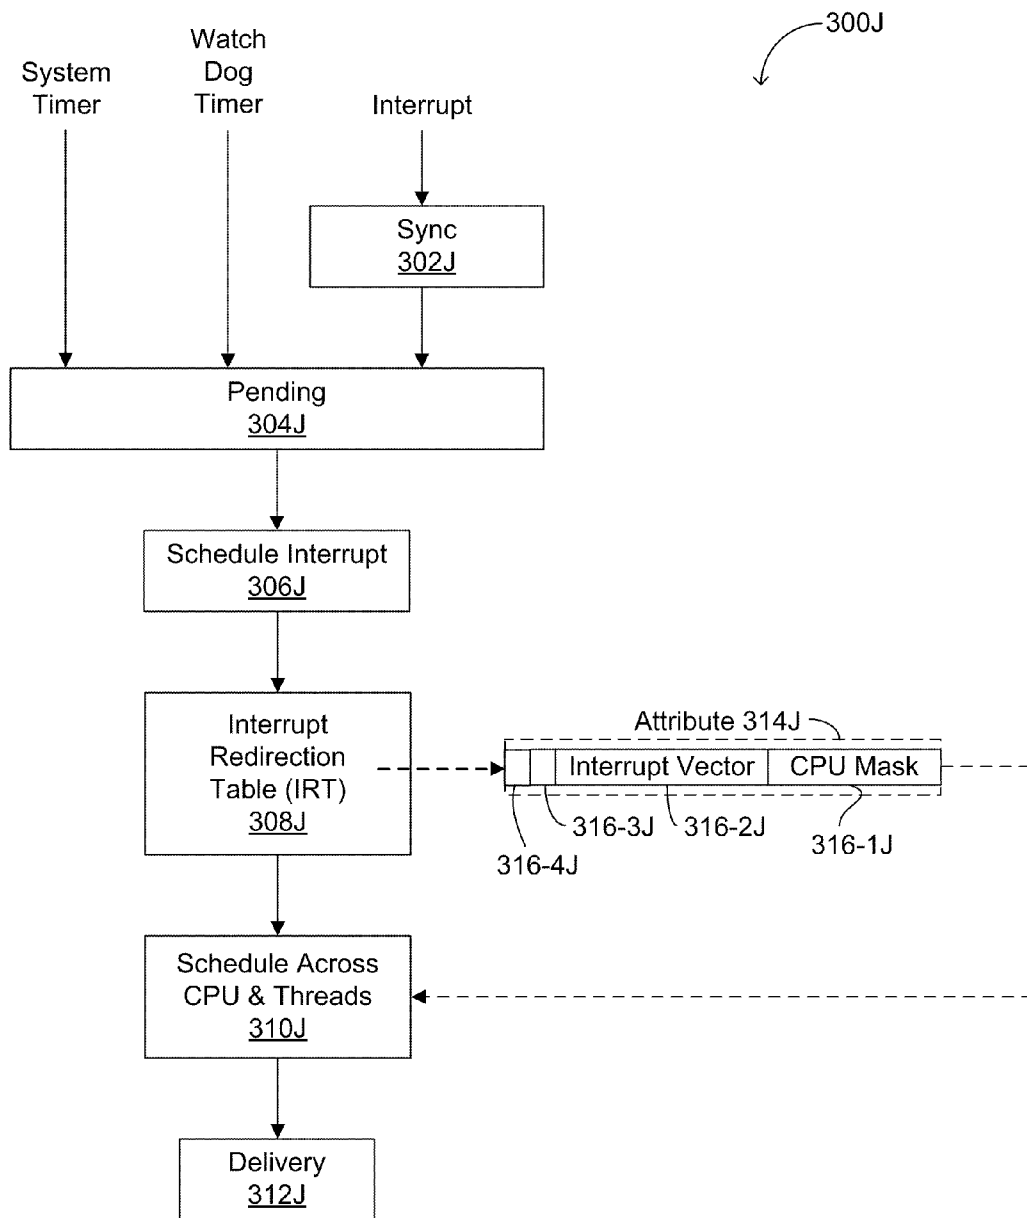 300J
System
Timer
Watch
Dog
Timer
Interrupt
Sync
302J
Pending
304J
Schedule Interrupt
306J
Interrupt
Redirection
Table (IRT)
308J
Attribute 314J
Interrupt Vector
CPU Mask
316-4J
316-3J
316-2J
316-1J
Schedule Across
CPU & Threads
310J
Delivery
312J